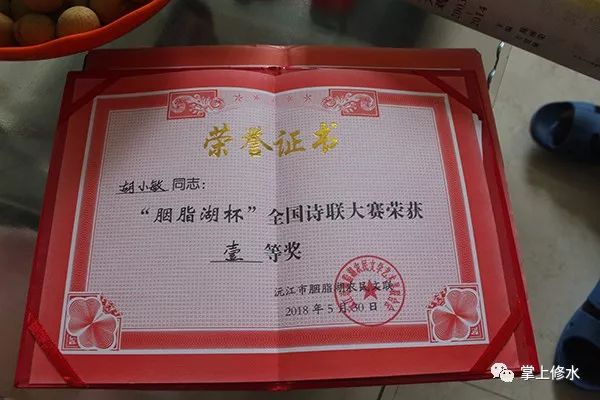 荣誉证书
胡小敏 同志：
“胭脂湖杯”全国诗联大赛荣获
壹 等奖
沅江市胭脂湖农民文联
2018年5月30日
掌上修水